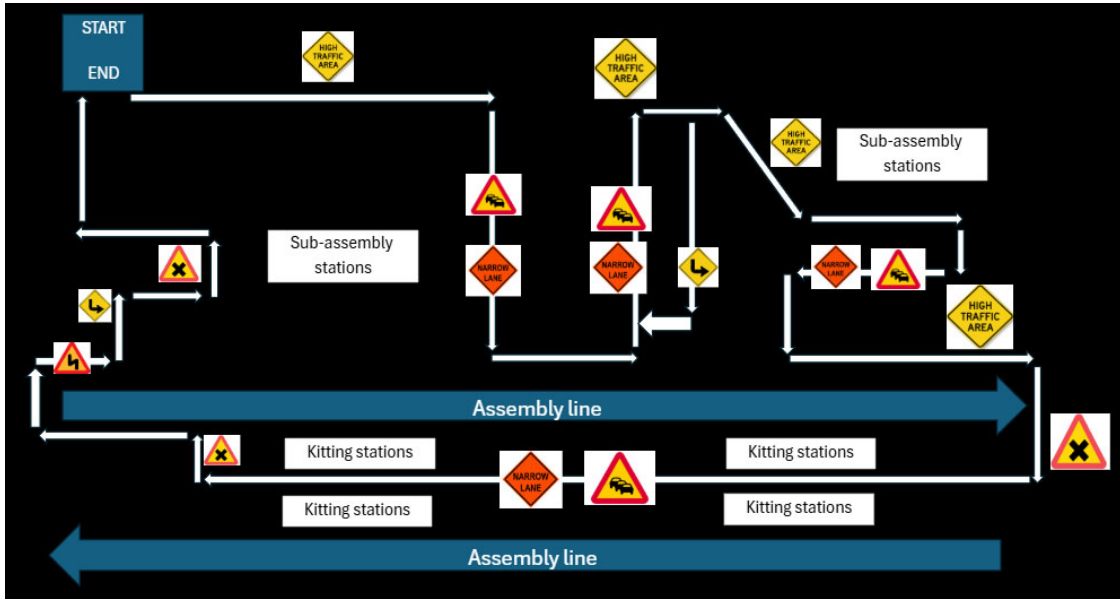 START
END
HIGH
TRAFFIC
AREA
HIGH
TRAFFIC
AREA
HIGH
TRAFFIC
AREA
Sub-assembly
stations
Sub-assembly
stations
NARROW
LANE
NARROW
LANE
NARROW
LANE
HIGH
TRAFFIC
AREA
Assembly line
Kitting stations
Kitting stations
NARROW
LANE
Kitting stations
Kitting stations
Assembly line